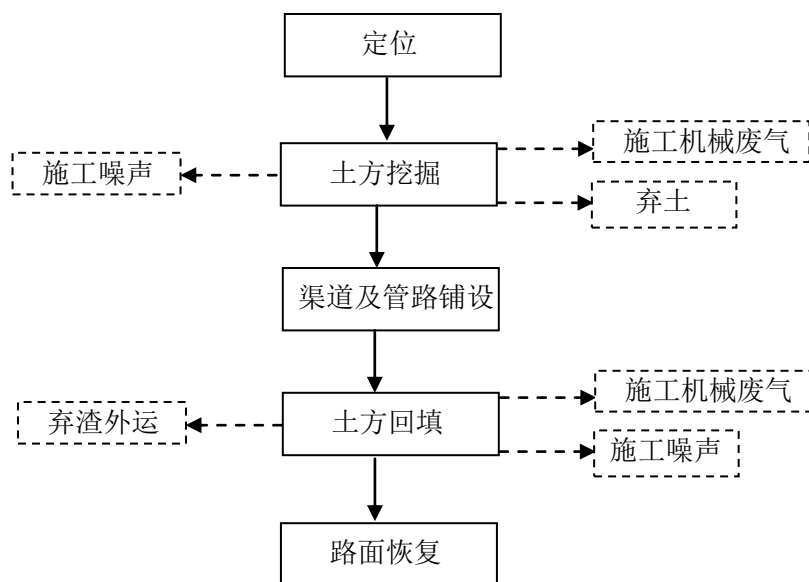 定位
施工机械废气
施工噪声
土方挖掘
弃土
渠道及管路铺设
施工机械废气
弃渣外运
土方回填
施工噪声
路面恢复